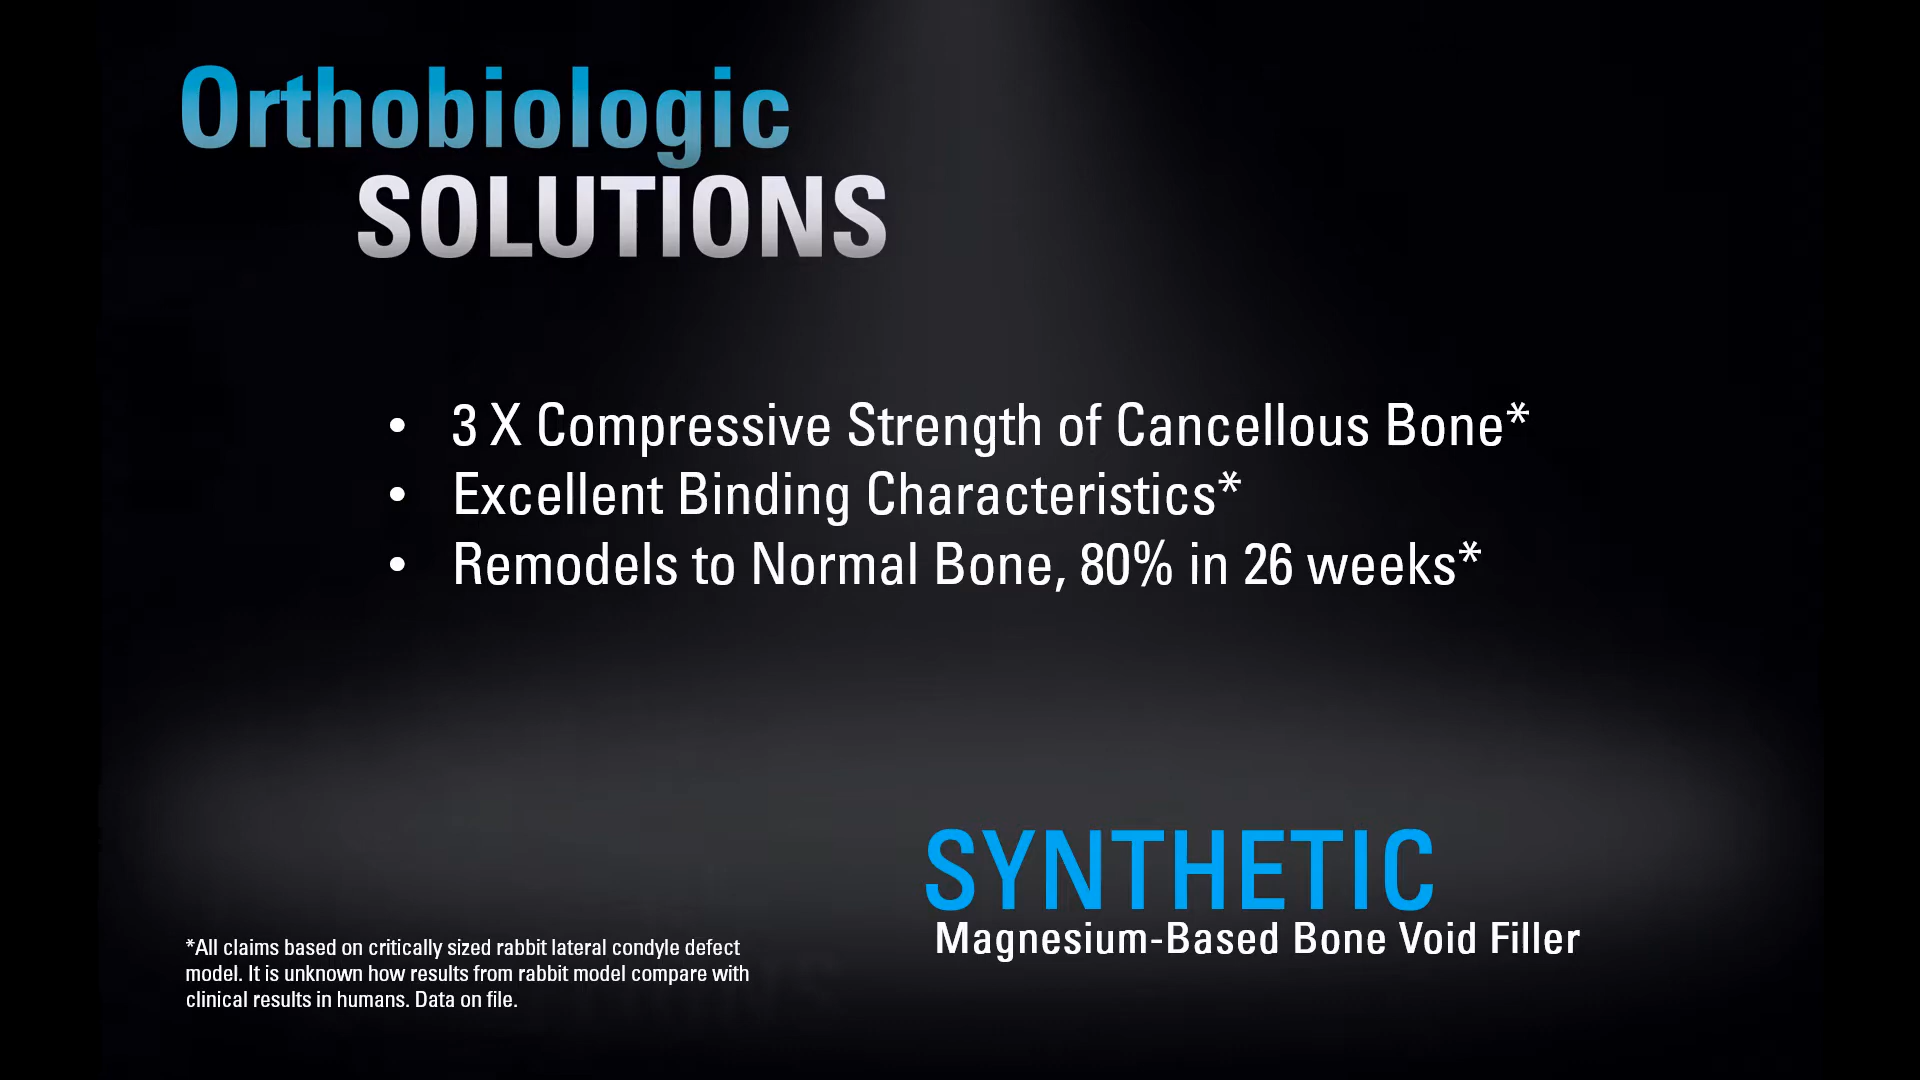 Orthobiologic
SOLUTIONS
• 3 X Compressive Strength of Cancellous Bone*
• Excellent Binding Characteristics*
• Remodels to Normal Bone, 80% in 26 weeks*
SYNTHETIC
Magnesium-Based Bone Void Filler
*All claims based on critically sized rabbit lateral condyle defect
model. It is unknown how results from rabbit model compare with
clinical results in humans. Data on file.